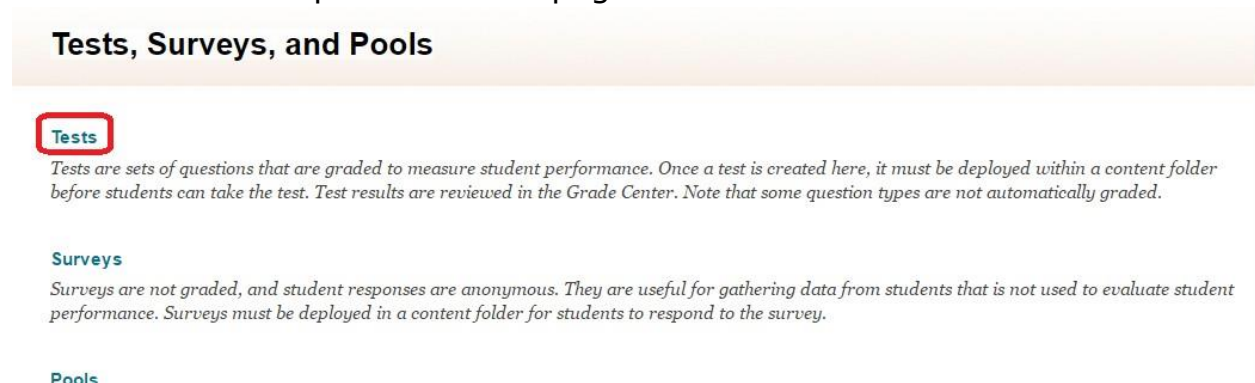 Tests, Surveys, and Pools
Tests
Tests are sets of questions that are graded to measure student performance. Once a test is created here, it must be deployed within a content folder
before students can take the test. Test results are reviewed in the Grade Center. Note that some question types are not automatically graded.
Surveys
Surveys are not graded, and student responses are anonymous. They are useful for gathering data from students that is not used to evaluate student
performance. Surveys must be deployed in a content folder for students to respond to the survey.
Pools